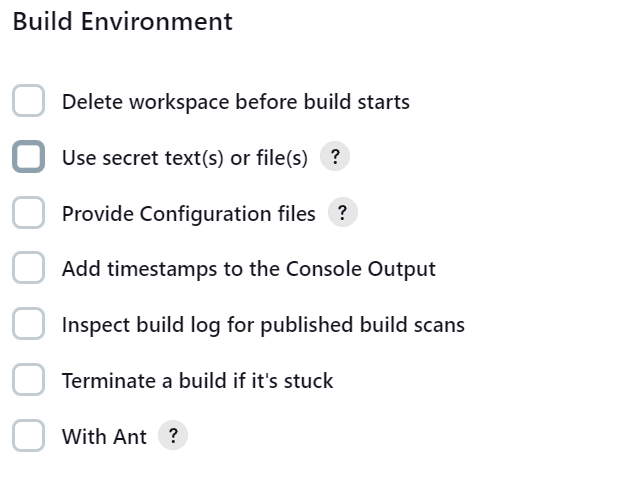 Build Environment
Delete workspace before build starts
Use secret text(s) or file(s) ?
Provide Configuration files ?
Add timestamps to the Console Output
Inspect build log for published build scans
Terminate a build if it's stuck
With Ant ?